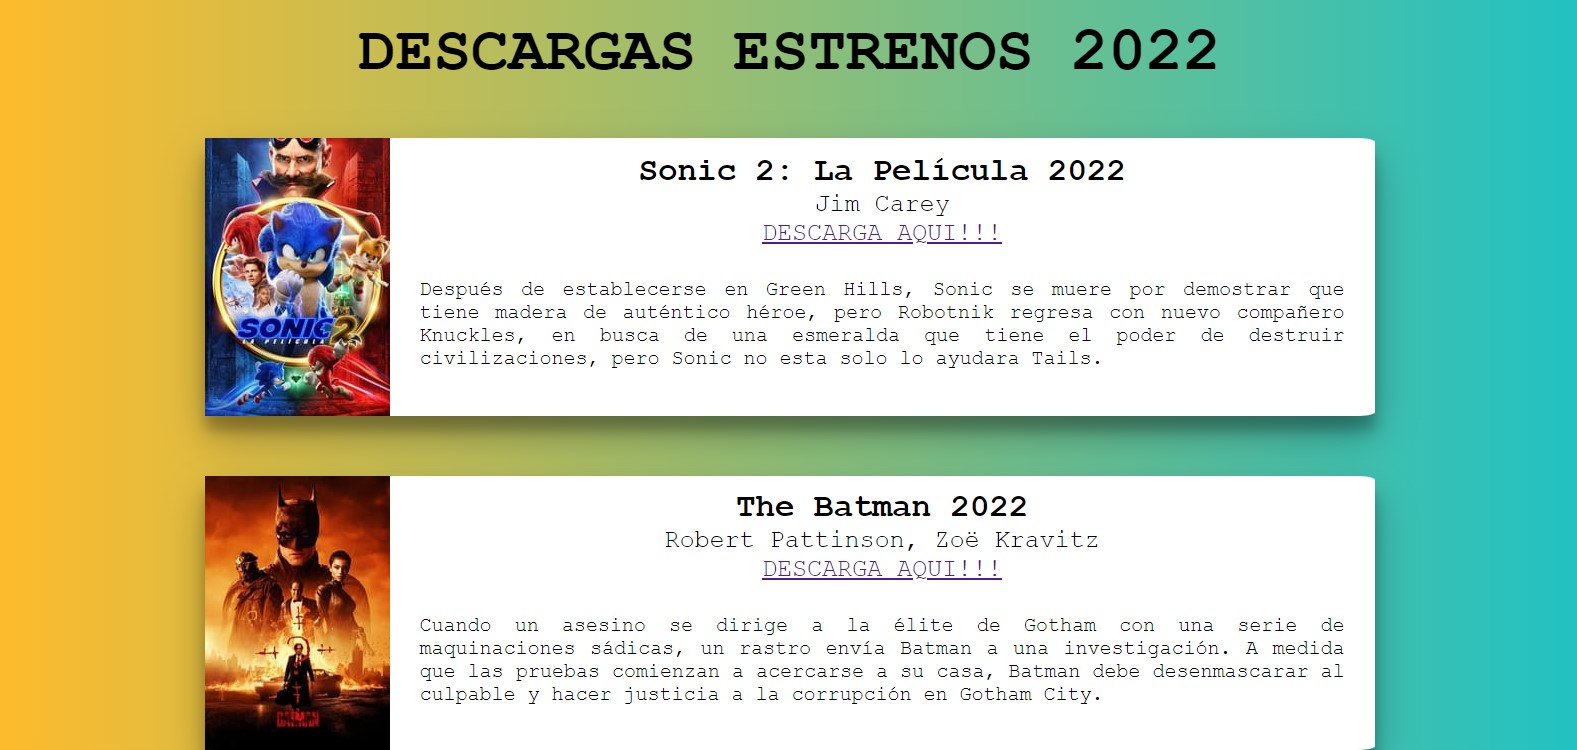 DESCARGAS ESTRENOS 2022
Sonic 2: La Película 2022
Jim Carey
DESCARGA AQUI!!!
Después de establecerse en Green Hills, Sonic se muere por demostrar que
tiene madera de auténtico héroe, pero Robotnik regresa con nuevo compañero
Knuckles, en busca de una esmeralda que tiene el poder de destruir
civilizaciones, pero Sonic no esta solo lo ayudara Tails.
SONIC 2
LA PELÍCULA
The Batman 2022
Robert Pattinson, Zoë Kravitz
DESCARGA AQUI!!!
Cuando un asesino se dirige a la élite de Gotham con una serie de
maquinaciones sádicas, un rastro envía Batman a una investigación. A medida
que las pruebas comienzan a acercarse a su casa, Batman debe desenmascarar al
culpable y hacer justicia a la corrupción en Gotham City.
BATMAN